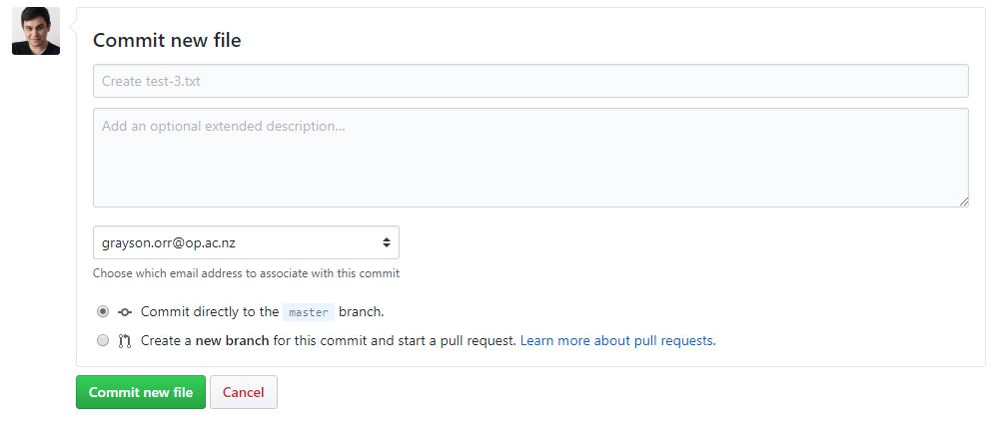 Commit new file
Create test-3.txt
Add an optional extended description...
grayson.orr@op.ac.nz
Choose which email address to associate with this commit
Commit directly to the master branch.
Create a new branch for this commit and start a pull request. Learn more about pull requests.
Commit new file
Cancel